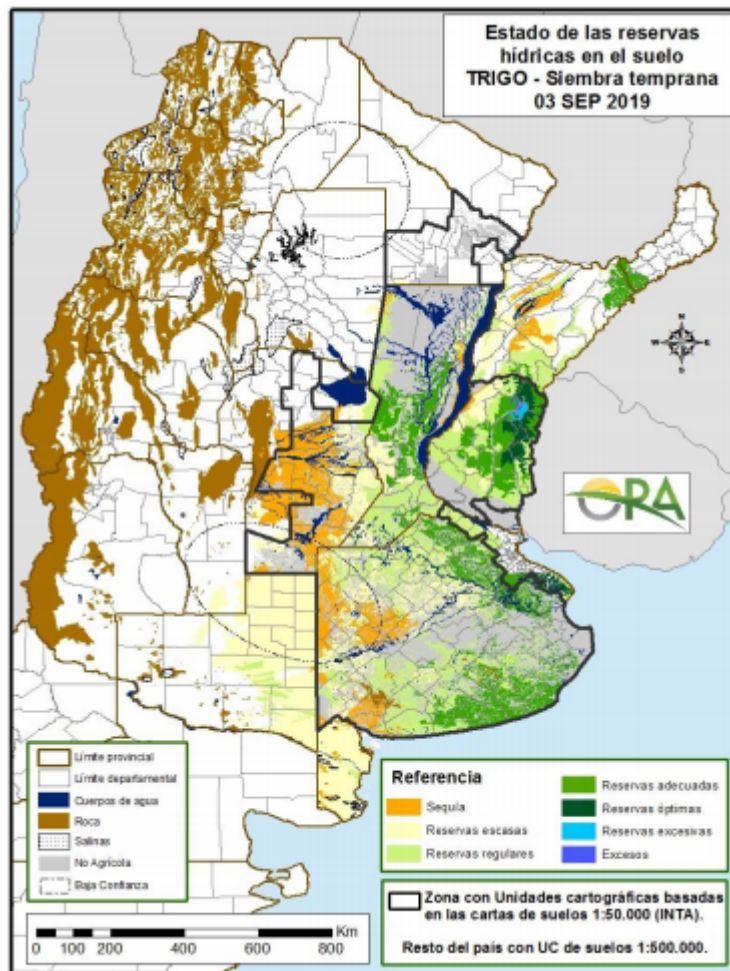 Estado de las reservas
hídricas en el suelo
TRIGO - Siembra temprana
03 SEP 2019
N
W
E
S
ORA
Límite provincial
Límite departamental
Cuerpos de agua
Roca
Salinas
No Agrícola
Baja Confianza
Referencia
Sequía
Reservas escasas
Reservas regulares
Reservas adecuadas
Reservas óptimas
Reservas excesivas
Excesos
Zona con Unidades cartográficas basadas
en las cartas de suelos 1:50.000 (INTA).
Resto del país con UC de suelos 1:500.000.
0 100 200 400 600 800 Km